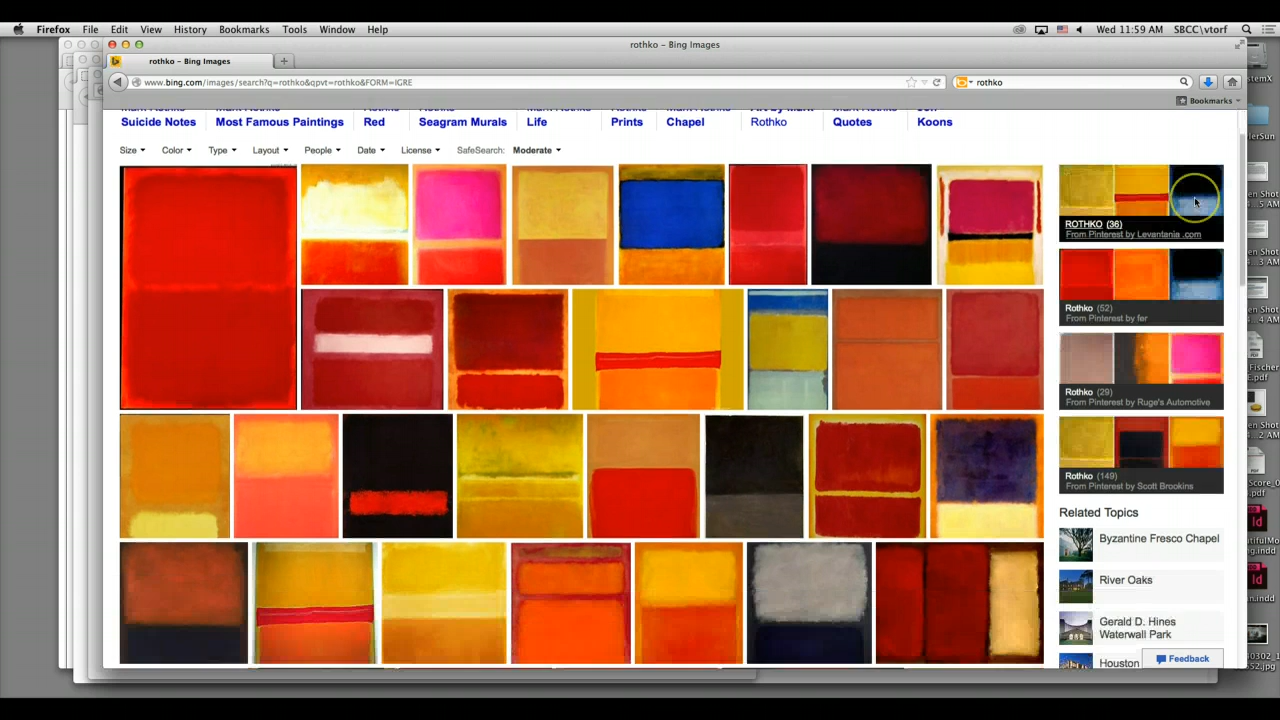 Firefox File Edit View History Bookmarks Tools Window Help
Wed 11:59 AM SBCC\vtorf
rothko – Bing Images
rothko – Bing Images
www.bing.com/images/search?q=rothko&qpvt=rothko&FORM=IGRE
rothko
Bookmarks
Suicide Notes
Most Famous Paintings
Red
Seagram Murals
Life
Prints
Chapel
Rothko
Quotes
Koons
Size Color Type Layout People Date License SafeSearch: Moderate
ROTHKO (36)
From Pinterest by Levantania .com
Rothko (52)
From Pinterest by fer
Rothko (29)
From Pinterest by Ruge's Automotive
Rothko (149)
From Pinterest by Scott Brookins
Related Topics
Byzantine Fresco Chapel
River Oaks
Gerald D. Hines
Waterwall Park
Houston
Feedback